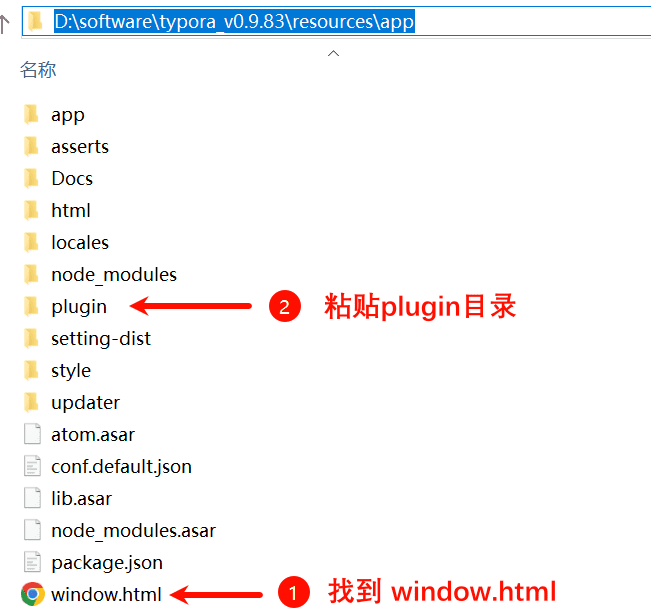 D:\software\typora_v0.9.83\resources\app
名称
app
asserts
Docs
html
locales
node_modules
plugin
2 粘贴plugin目录
setting-dist
style
updater
atom.asar
conf.default.json
lib.asar
node_modules.asar
package.json
window.html
1 找到 window.html